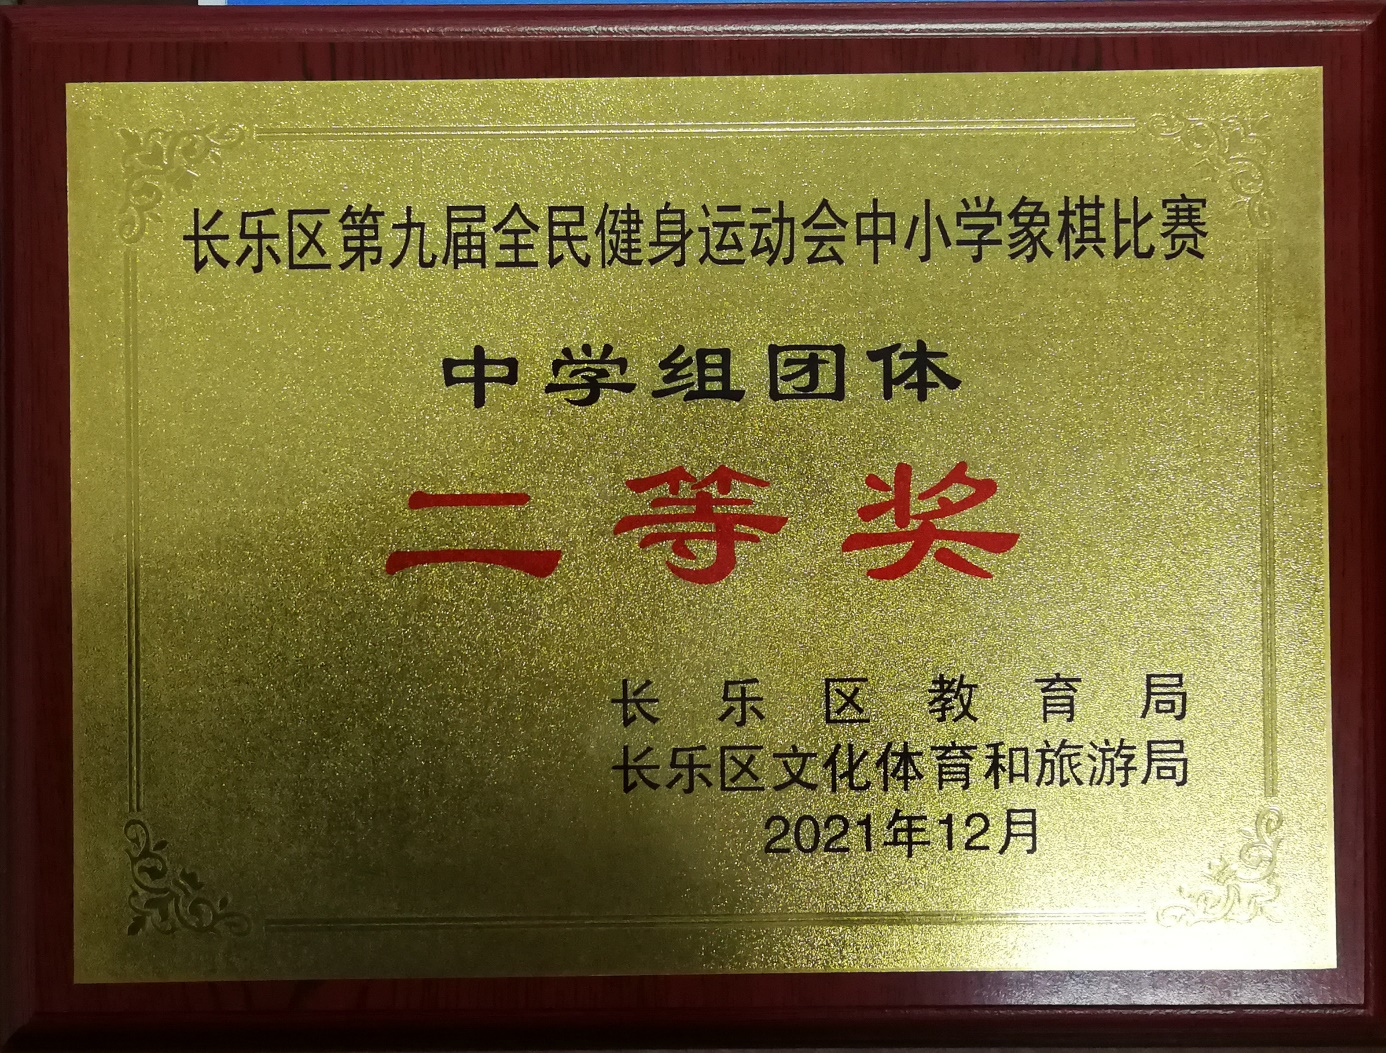 长乐区第九届全民健身运动会中小学象棋比赛
中学组团体
二等奖
长乐区教育局
长乐区文化体育和旅游局
2021年12月